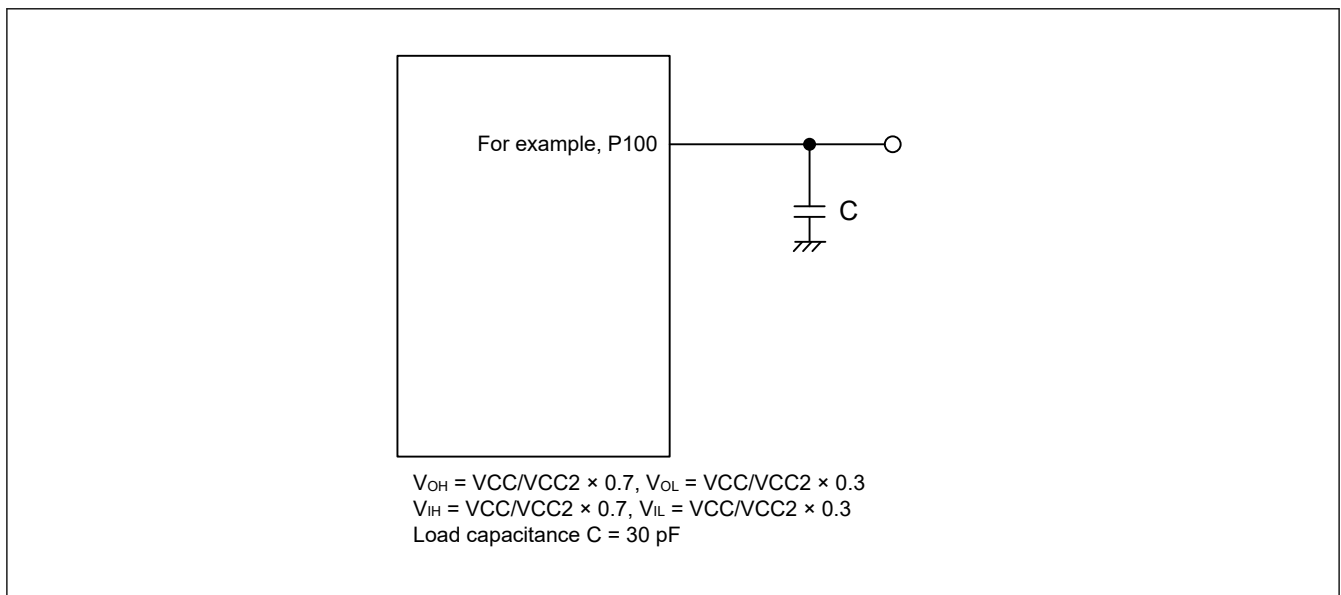 For example, P100
C
VOH = VCC/VCC2 × 0.7, VOL = VCC/VCC2 × 0.3
VIH = VCC/VCC2 × 0.7, VIL = VCC/VCC2 × 0.3
Load capacitance C = 30 pF